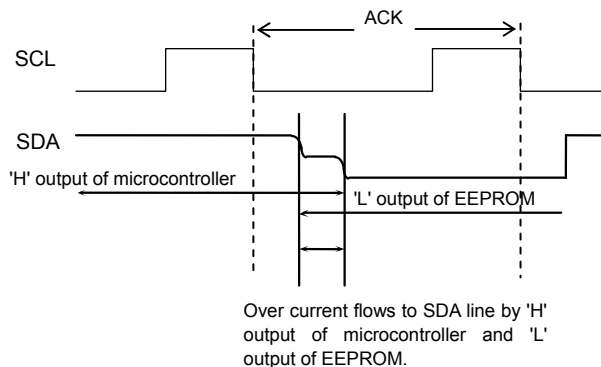 ACK
SCL
SDA
'H' output of microcontroller
'L' output of EEPROM
Over current flows to SDA line by 'H'
output of microcontroller and 'L'
output of EEPROM.